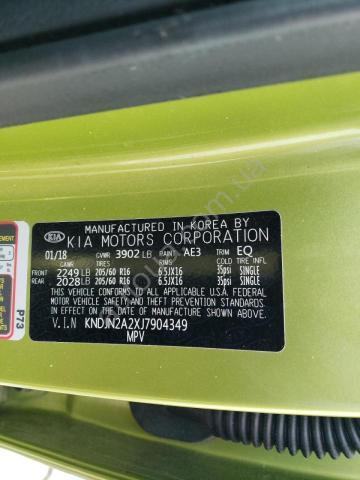 MANUFACTURED IN KOREA BY
KIA KIA MOTORS CORPORATION
01/18 GVWR 3902 LB PAINT AE3 TRIM EQ
GAWR TIRES RIMS COLD TIRE INFL
FRONT 2249 LB 205/60 R16 6.5JX16 35psi SINGLE
REAR 2028 LB 205/60 R16 6.5JX16 35psi SINGLE
THIS VEHICLE CONFORMS TO ALL APPLICABLE U.S.A FEDERAL
MOTOR VEHICLE SAFETY BUMPER AND THEFT PREVENTION STANDARDS
IN EFFECT ON THE DATE OF MANUFACTURE SHOWN ABOVE.
V.I.N KNDJN2A2XJ7904349
MPV
P73